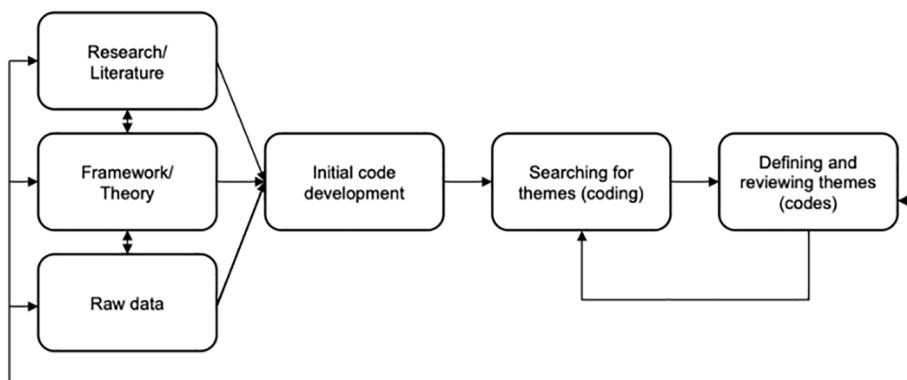 Research/
Literature
Framework/
Theory
Raw data
Initial code
development
Searching for
themes (coding)
Defining and
reviewing themes
(codes)